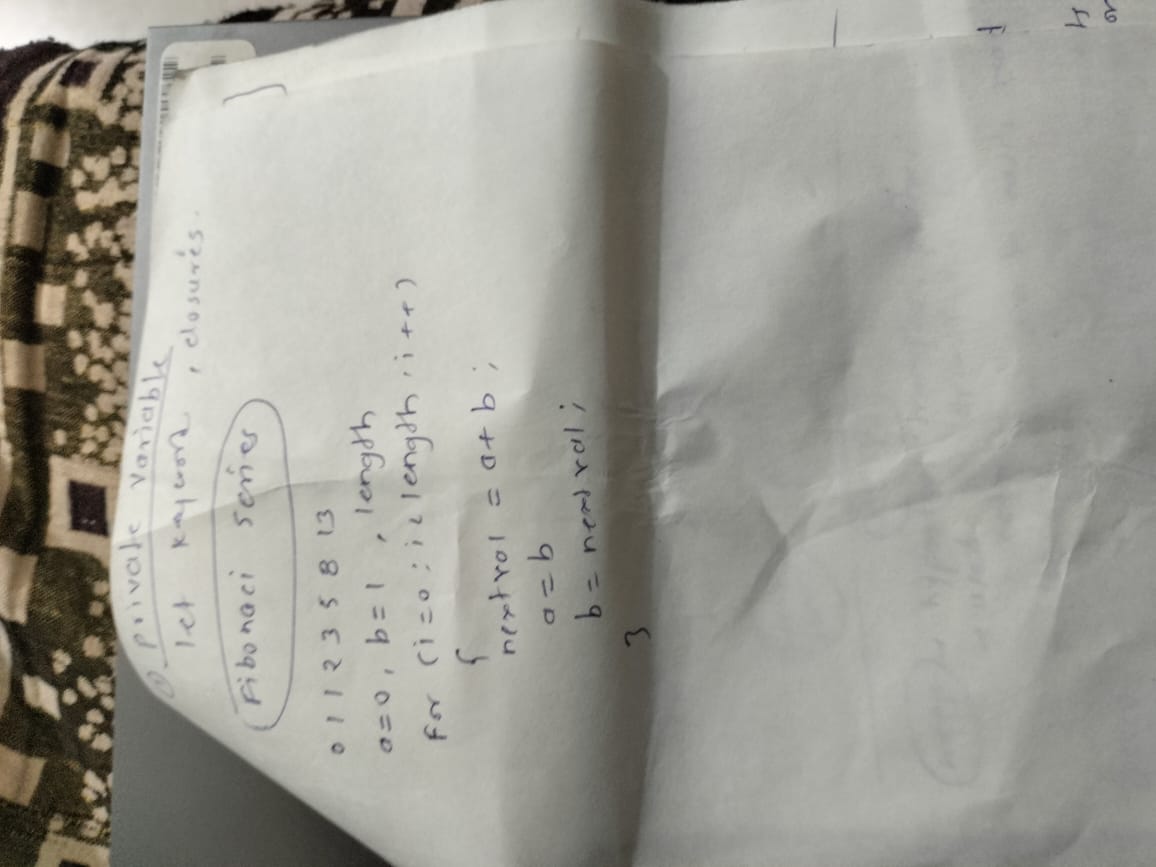 private variable
let keyword , closures.
Fibonaci series
0 1 1 2 3 5 8 13
a=0, b=1 , length
for (i=0; i<length; i++)
{
nextval = a+b;
a=b
b=nextval;
}